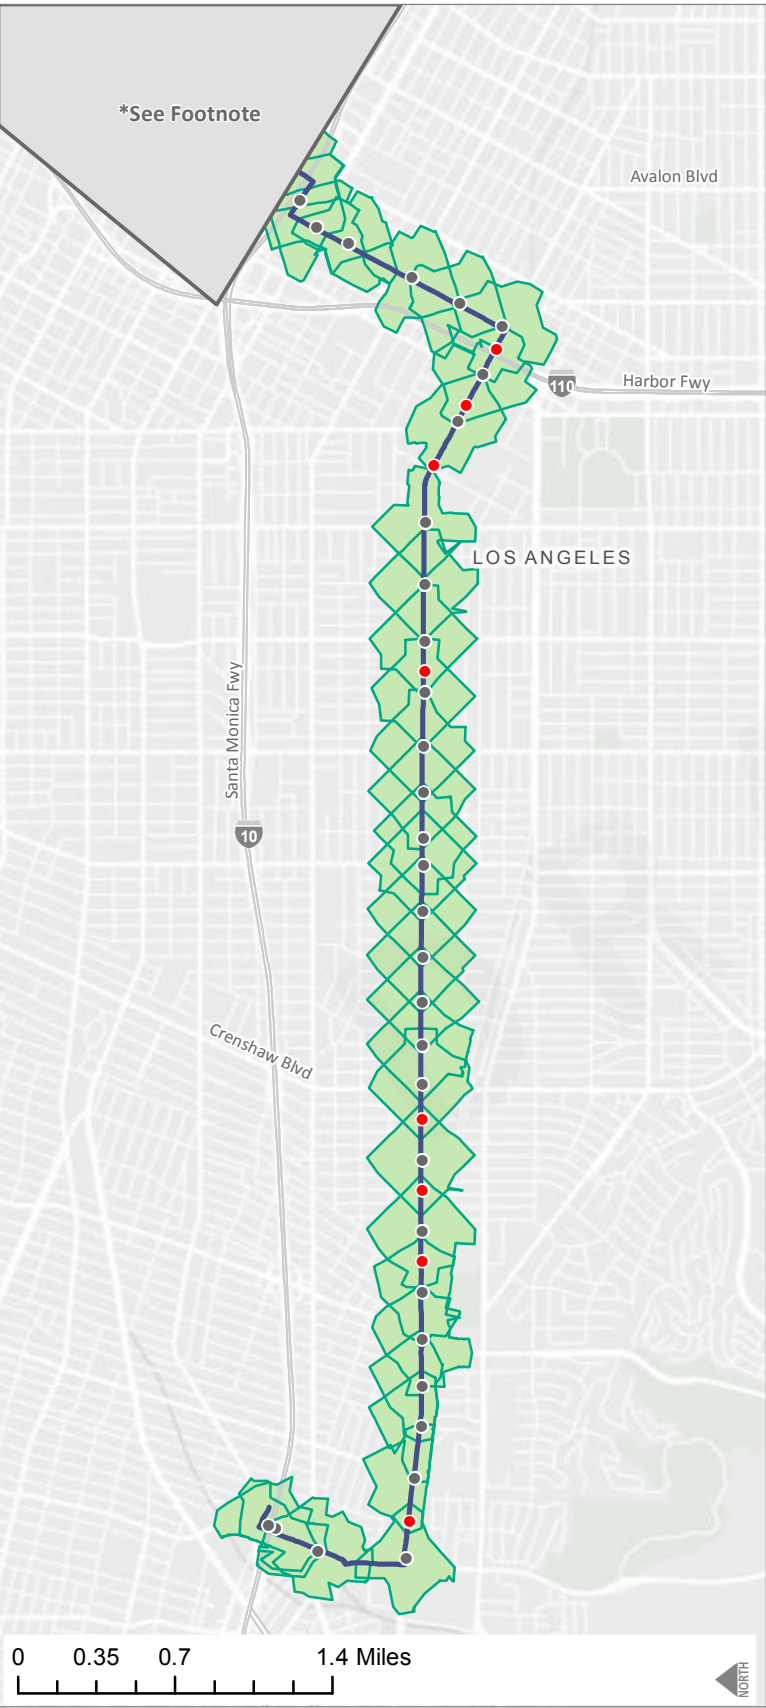 *See Footnote
Avalon Blvd
110
Harbor Fwy
LOS ANGELES
Santa Monica Fwy
10
Crenshaw Blvd
0 0.35 0.7 1.4 Miles
NORTH